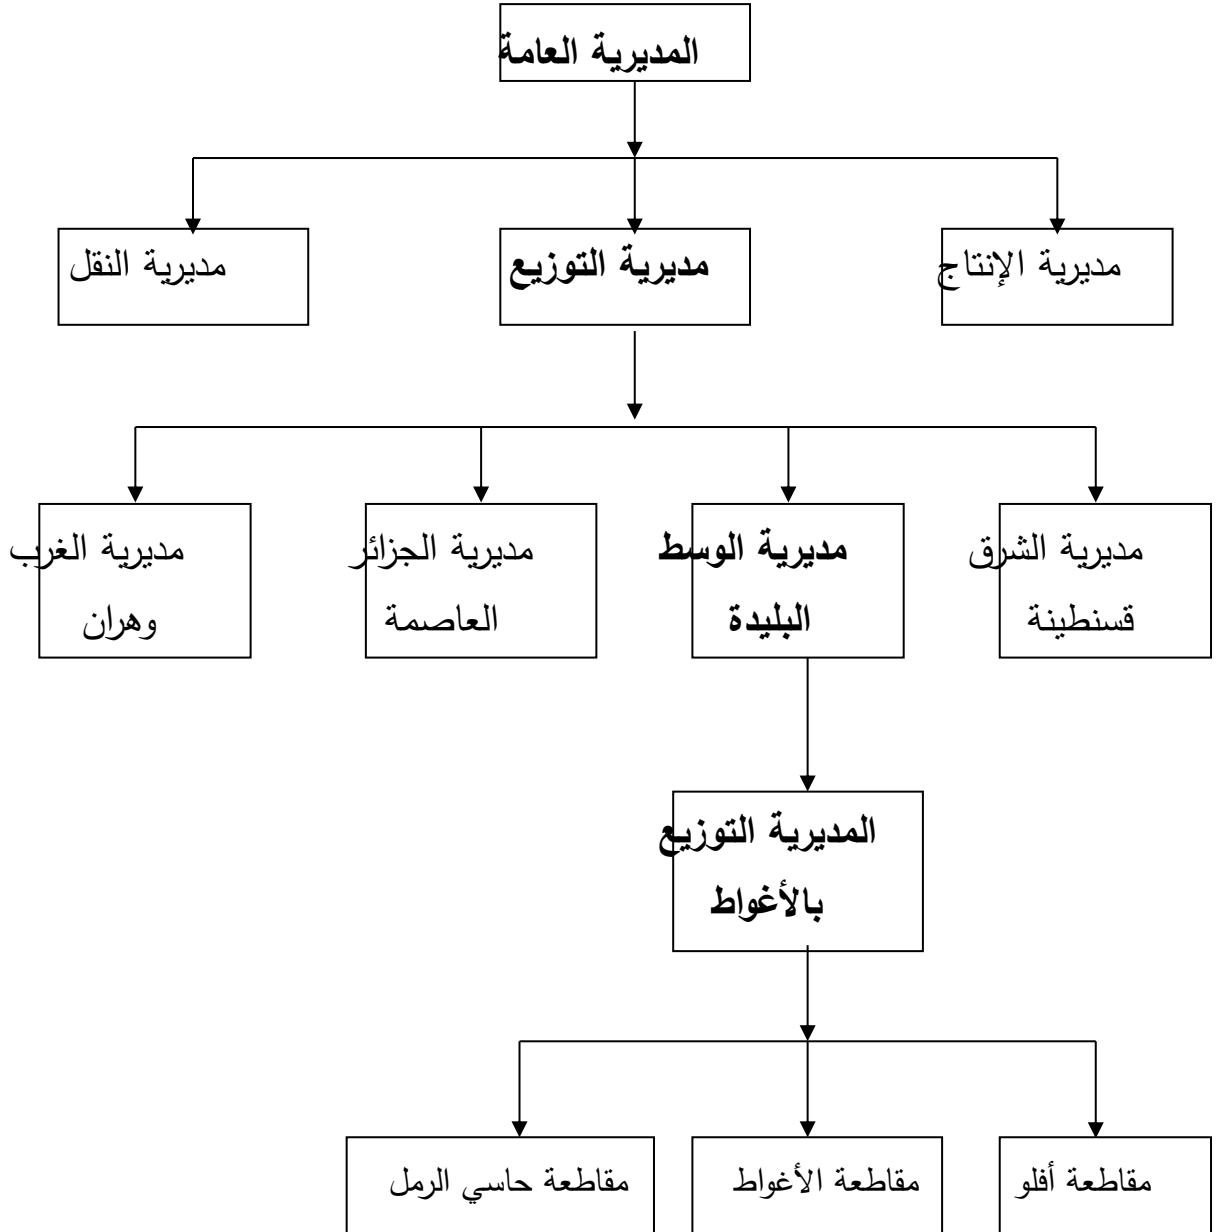 المديرية العامة
مديرية الإنتاج
مديرية التوزيع
مديرية النقل
مديرية الشرق
قسنطينة
مديرية الوسط
البليدة
مديرية الجزائر
العاصمة
مديرية الغرب
وهران
المديرية التوزيع
بالأغواط
مقاطعة أفلو
مقاطعة الأغواط
مقاطعة حاسي الرمل